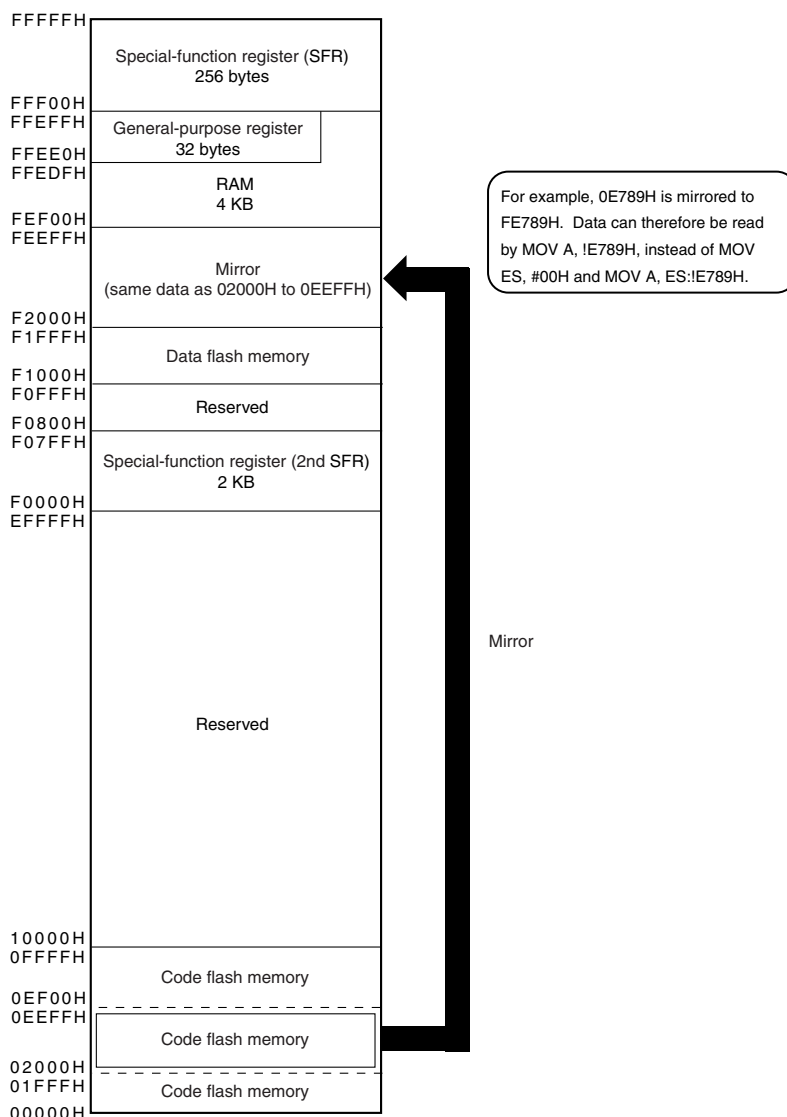 FFFFFH
Special-function register (SFR)
256 bytes
FFF00H
FFEFFH
General-purpose register
32 bytes
FFEE0H
FFEDFH
RAM
4 KB
FEF00H
FEEFFH
Mirror
(same data as 02000H to 0EEFFH)
For example, 0E789H is mirrored to
FE789H. Data can therefore be read
by MOV A, !E789H, instead of MOV
ES, #00H and MOV A, ES:!E789H.
F2000H
F1FFFH
Data flash memory
F1000H
F0FFFH
Reserved
F0800H
F07FFH
Special-function register (2nd SFR)
2 KB
F0000H
EFFFFH
Mirror
Reserved
10000H
0FFFFH
Code flash memory
0EF00H
0EEFFH
Code flash memory
02000H
01FFFH
Code flash memory
00000H